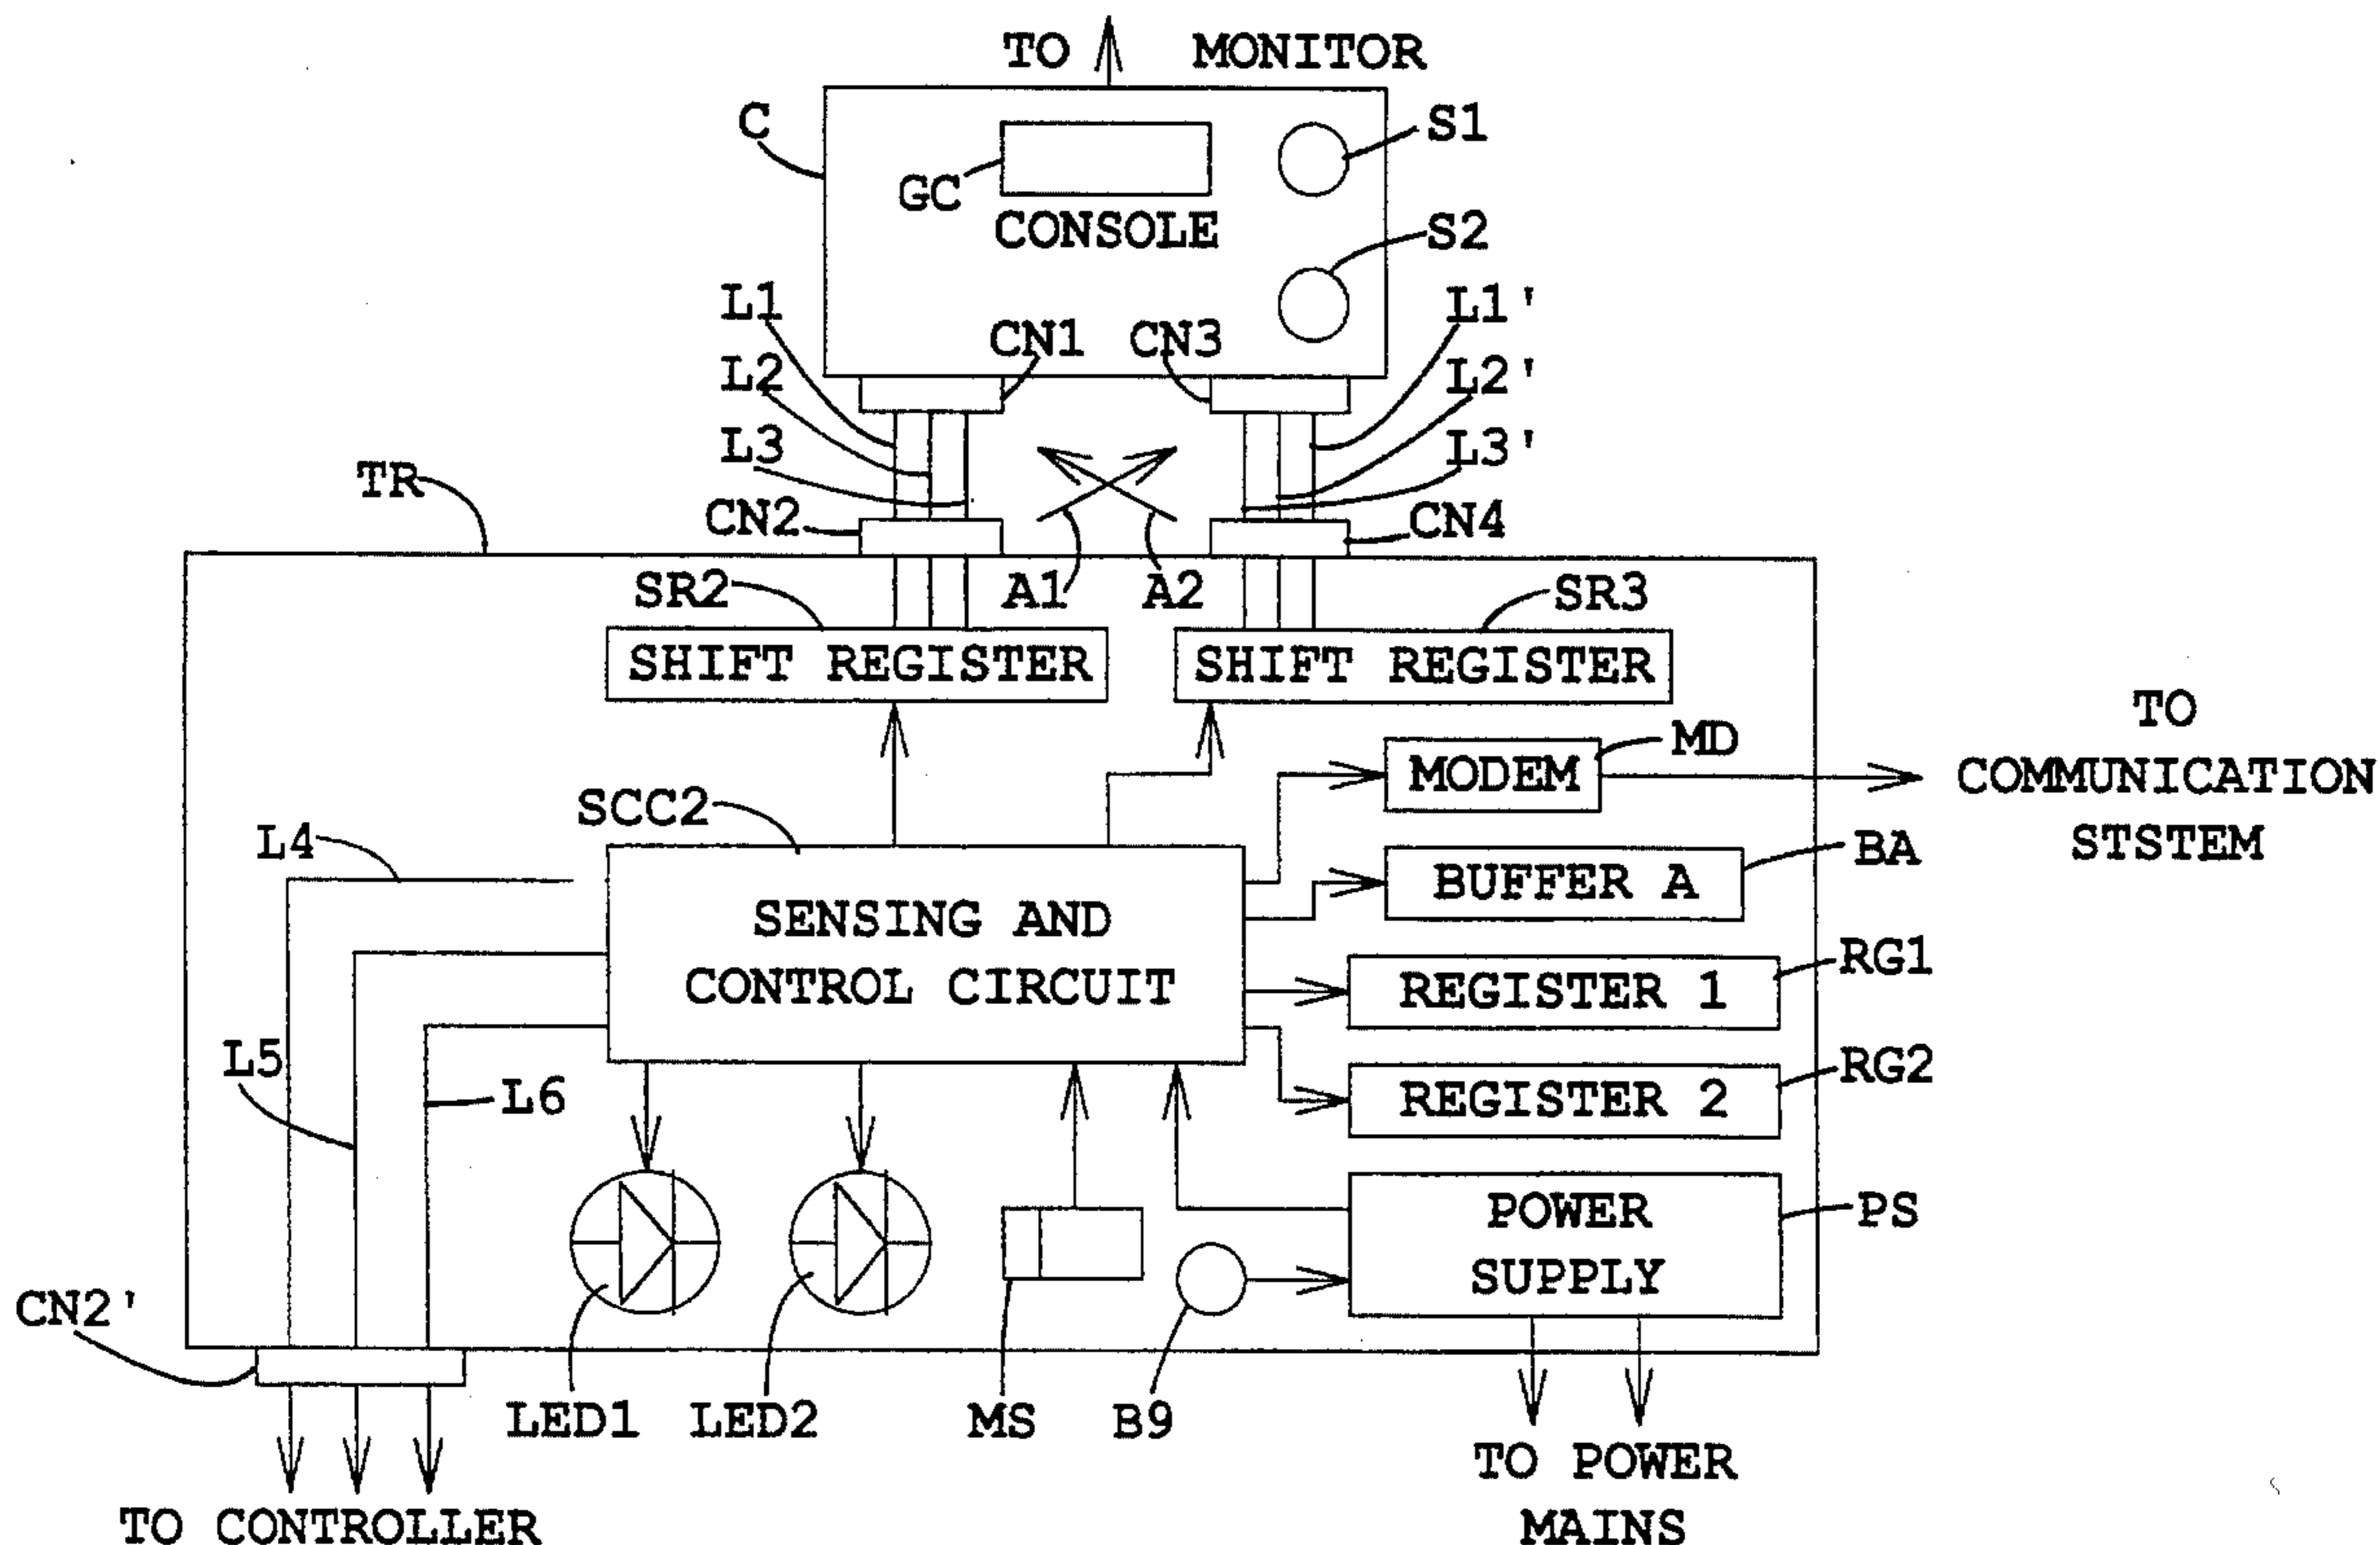 TO MONITOR
C
S1
GC
CONSOLE
S2
L1
CN1
CN3
L1'
L2
L2'
L3
L3'
TR
CN2
CN4
SR2
A1
A2
SR3
SHIFT REGISTER
SHIFT REGISTER
TO
COMMUNICATION
STSTEM
MD
MODEM
SCC2
L4
BA
BUFFER A
SENSING AND
CONTROL CIRCUIT
RG1
REGISTER 1
L5
L6
RG2
REGISTER 2
POWER
SUPPLY
PS
CN2'
LED1
LED2
MS
B9
TO POWER
MAINS
TO CONTROLLER